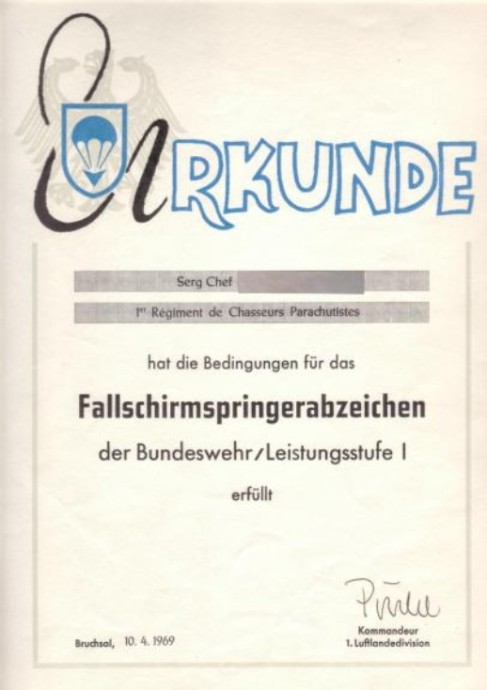 URKUNDE
Serg Chef
1er Régiment de Chasseurs Parachutistes
hat die Bedingungen für das
Fallschirmspringerabzeichen
der Bundeswehr/Leistungsstufe I
erfüllt
Bruchsal, 10. 4. 1969
Kommandeur
1. Luftlandedivision